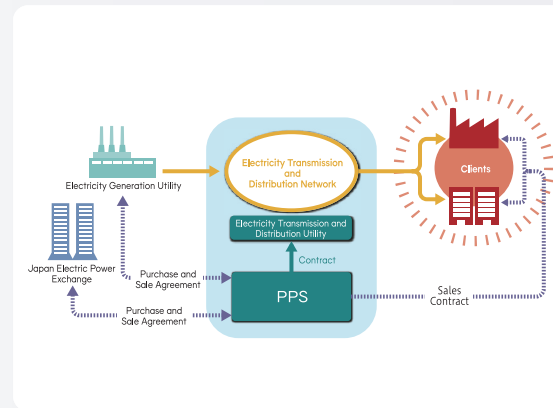 Electricity Transmission
and
Distribution Network
Clients
Electricity Generation Utility
Electricity Transmission and
Distribution Utility
Japan Electric Power
Exchange
Contract
Purchase and
Sale Agreement
PPS
Sales
Contract
Purchase and
Sale Agreement